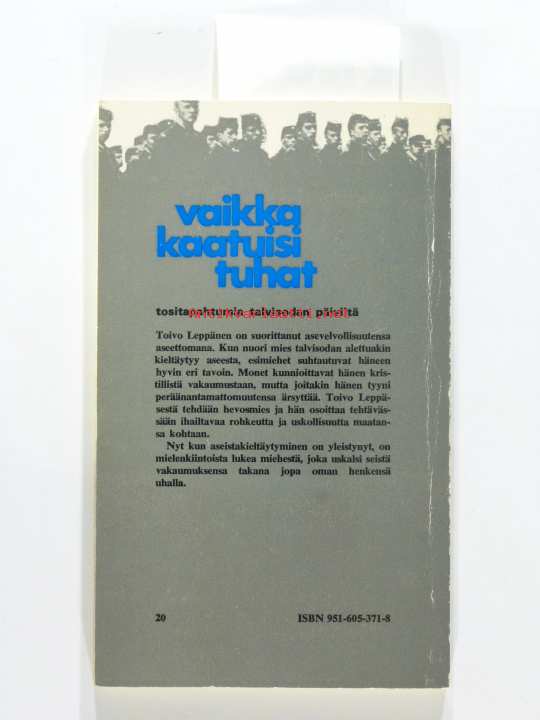 vaikka
kaatuisi
tuhat
tositapahtumia talvisodan päiviltä
Toivo Leppänen on suorittanut asevelvollisuutensa
aseettomana. Kun nuori mies talvisodan alettuakin
kieltäytyy aseesta, esimiehet suhtautuvat häneen
hyvin eri tavoin. Monet kunnioittavat hänen kris-
tillistä vakaumustaan, mutta joitakin hänen tyyni
peräänantamattomuutensa ärsyttää. Toivo Leppä-
sestä tehdään hevosmies ja hän osoittaa tehtäväs-
sään ihailtavaa rohkeutta ja uskollisuutta maatan-
sa kohtaan.
Nyt kun aseistakieltäytyminen on yleistynyt, on
mielenkiintoista lukea miehestä, joka uskalsi seistä
vakaumuksensa takana jopa oman henkensä
uhalla.
20 ISBN 951-605-371-8